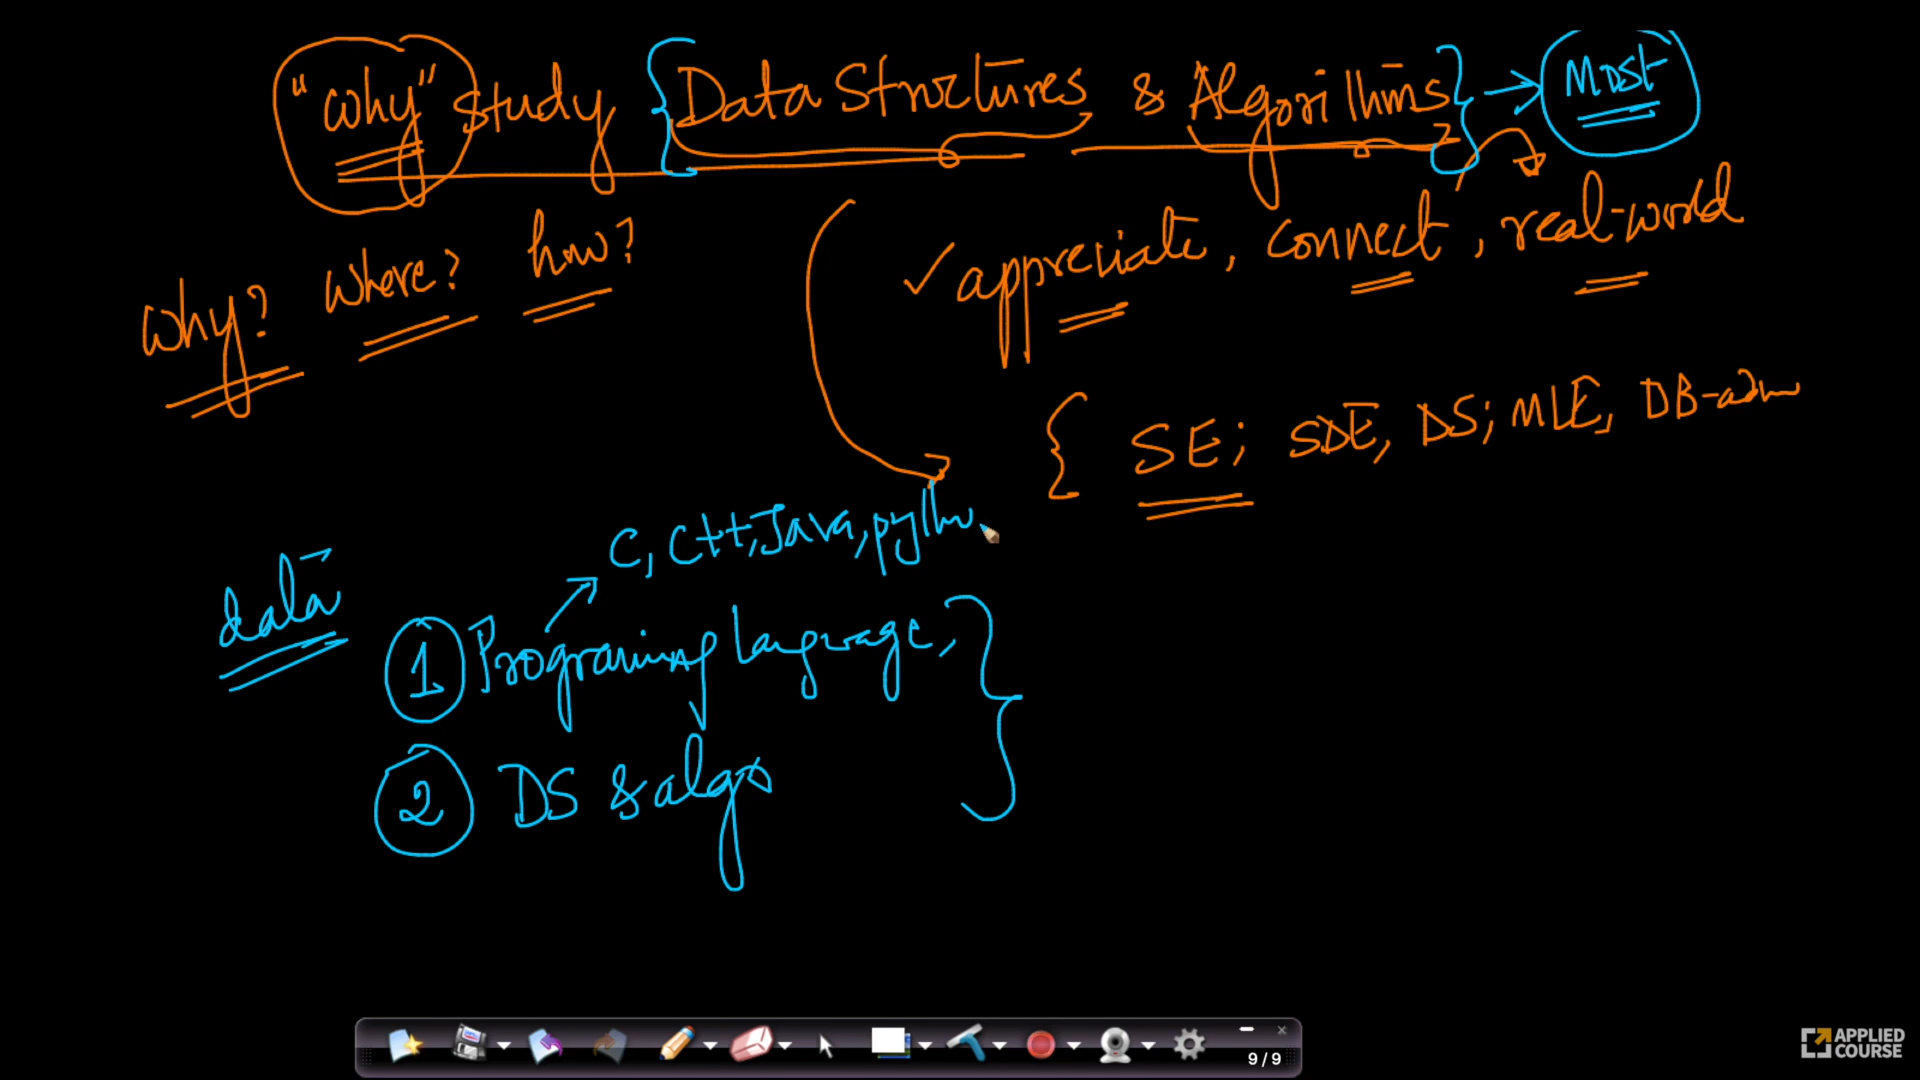 "why" study {Data Structures & Algorithms} → Most
why? where? how?
✓ appreciate, connect, real-world
{ SE; SDE, DS; MLE, DB-adm
C, C++, Java, python
data
1 Programing language,
2 DS & algo
9/9
APPLIED
COURSE